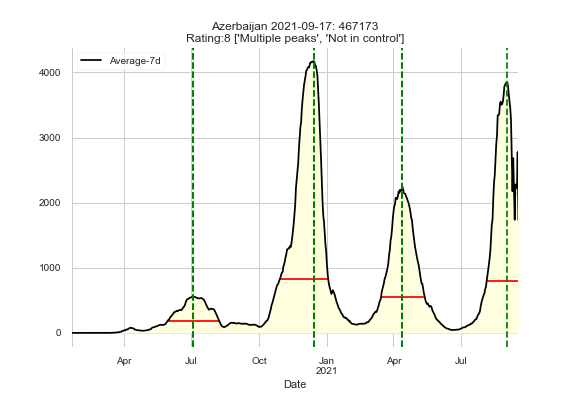 Azerbaijan 2021-09-17: 467173
Rating:8 ['Multiple peaks', 'Not in control']
Average-7d
4000
3000
2000
1000
0
Apr Jul Oct Jan Apr Jul
2021
Date